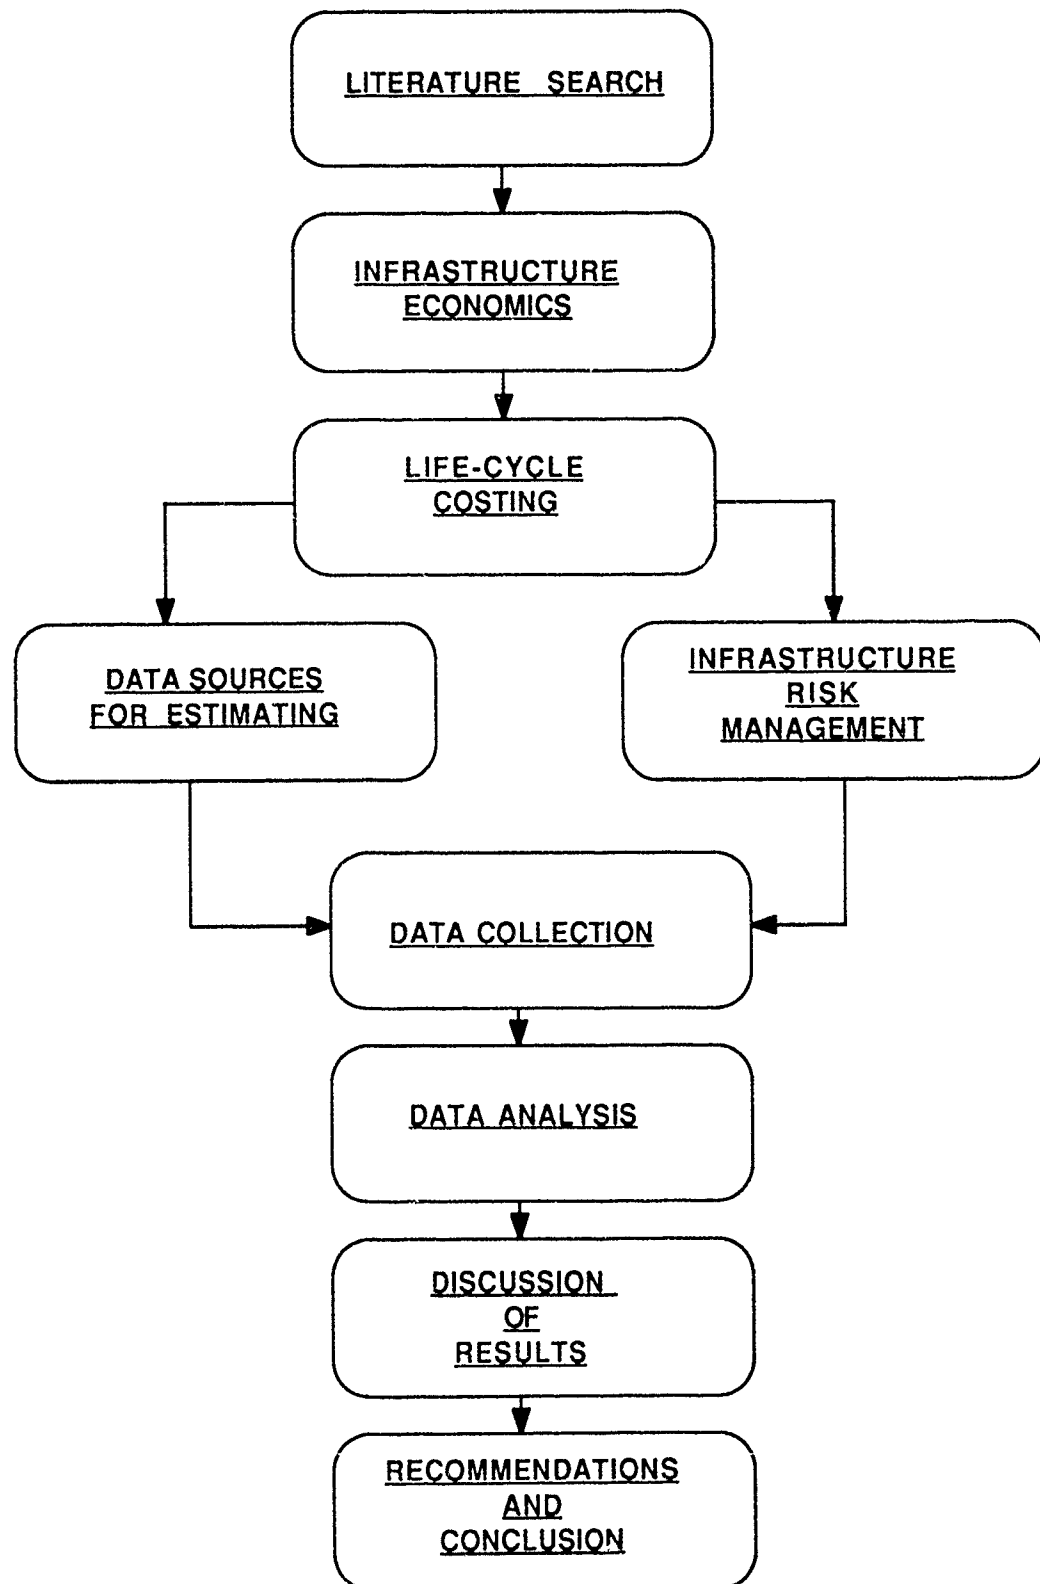 LITERATURE SEARCH
INFRASTRUCTURE
ECONOMICS
LIFE-CYCLE
COSTING
DATA SOURCES
FOR ESTIMATING
INFRASTRUCTURE
RISK
MANAGEMENT
DATA COLLECTION
DATA ANALYSIS
DISCUSSION
OF
RESULTS
RECOMMENDATIONS
AND
CONCLUSION